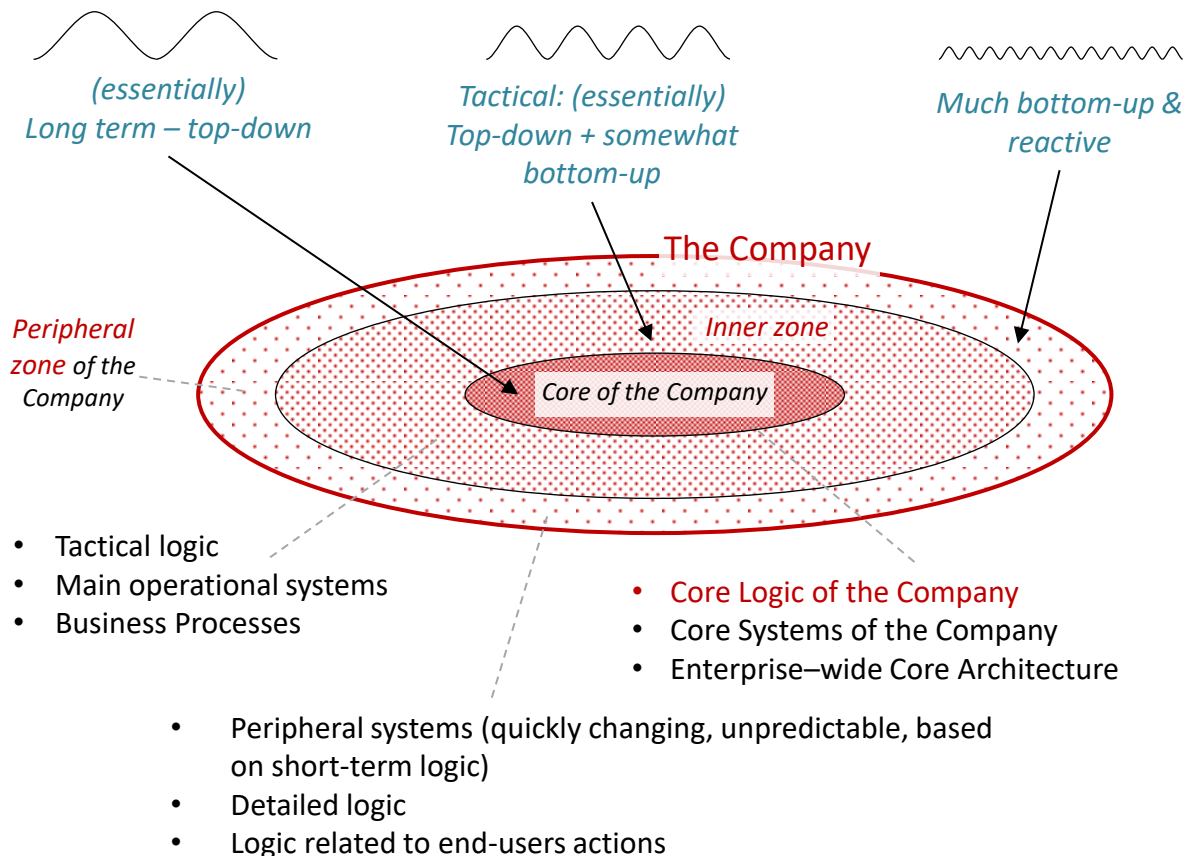 (essentially)
Long term – top-down
Tactical: (essentially)
Top-down + somewhat
bottom-up
Much bottom-up &
reactive
The Company
Peripheral
zone of the
Company
Inner zone
Core of the Company
• Tactical logic
• Main operational systems
• Business Processes
• Core Logic of the Company
• Core Systems of the Company
• Enterprise–wide Core Architecture
• Peripheral systems (quickly changing, unpredictable, based
on short-term logic)
• Detailed logic
• Logic related to end-users actions